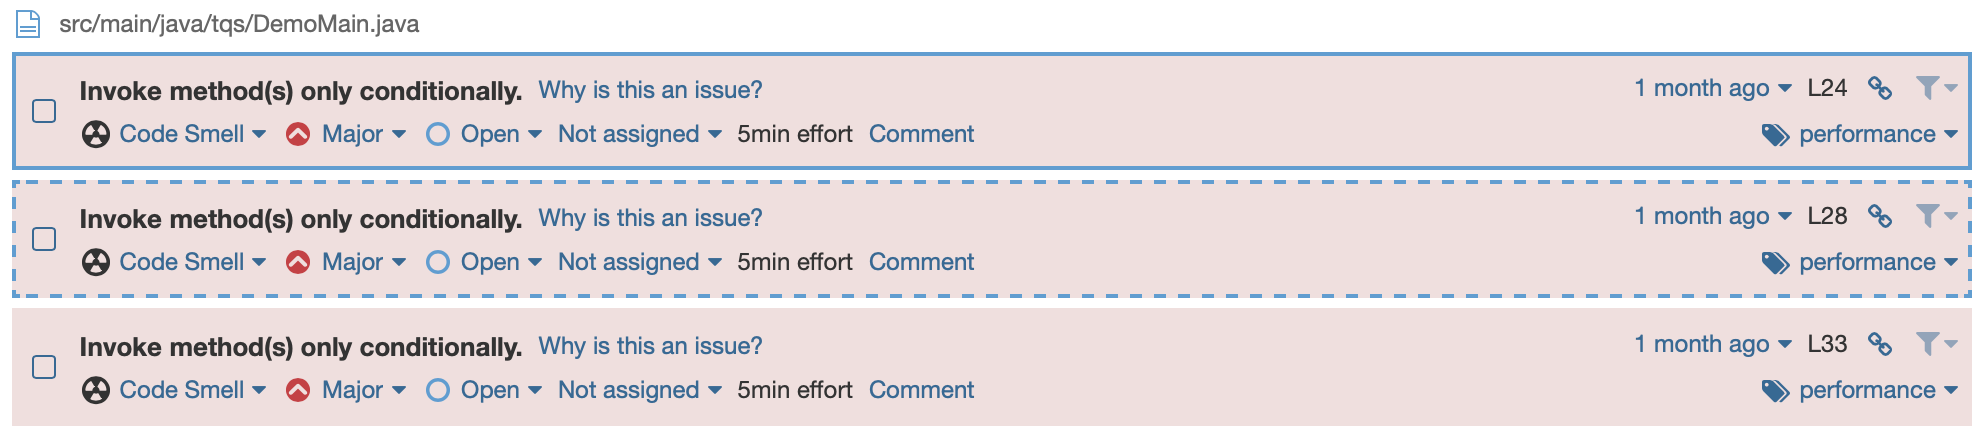 src/main/java/tqs/DemoMain.java
Invoke method(s) only conditionally. Why is this an issue? 1 month ago L24
Code Smell Major Open Not assigned 5min effort Comment performance
Invoke method(s) only conditionally. Why is this an issue? 1 month ago L28
Code Smell Major Open Not assigned 5min effort Comment performance
Invoke method(s) only conditionally. Why is this an issue? 1 month ago L33
Code Smell Major Open Not assigned 5min effort Comment performance